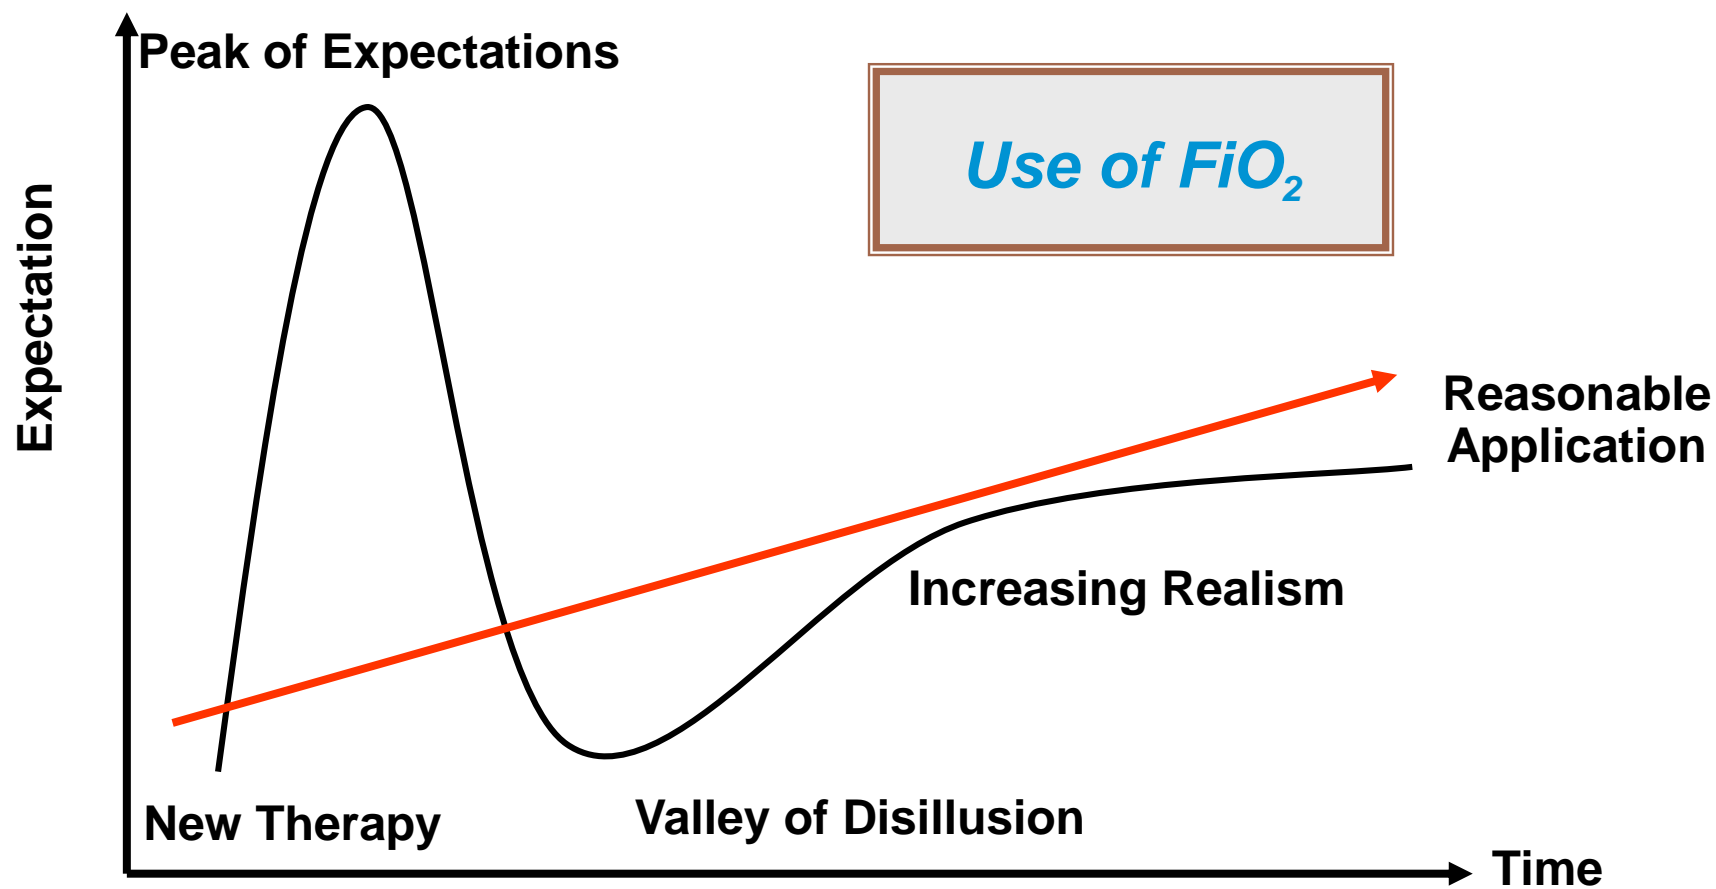 Peak of Expectations
Use of FiO₂
Expectation
Reasonable
Application
Increasing Realism
New Therapy
Valley of Disillusion
Time